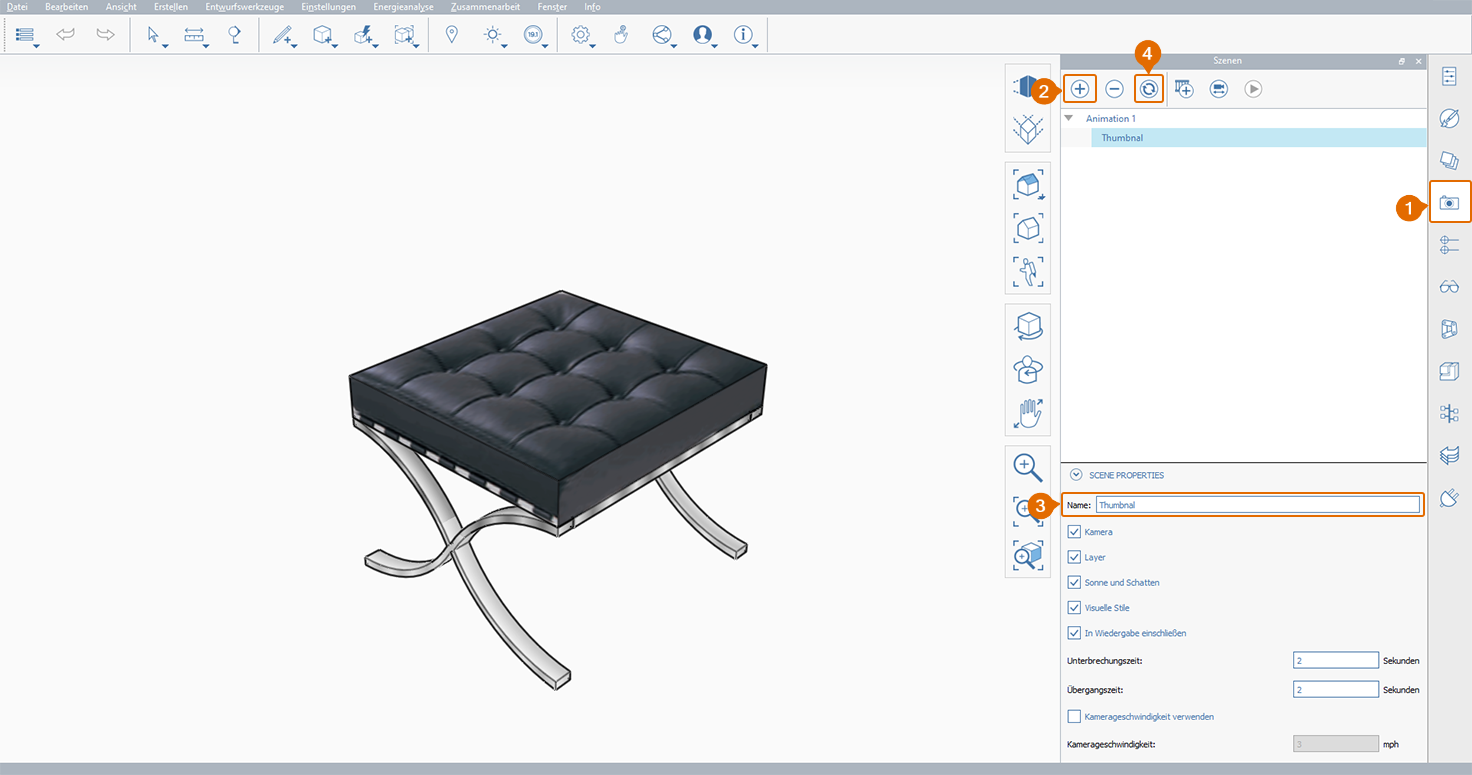 Datei Bearbeiten Ansicht Erstellen Entwurfswerkzeuge Einstellungen Energieanalyse Zusammenarbeit Fenster Info
19.1
4
Szenen
2
Animation 1
Thumbnal
1
SCENE PROPERTIES
3
Name: Thumbnal
Kamera
Layer
Sonne und Schatten
Visuelle Stile
In Wiedergabe einschließen
Unterbrechungszeit: 2 Sekunden
Übergangszeit: 2 Sekunden
Kamerageschwindigkeit verwenden
Kamerageschwindigkeit: 3 mph